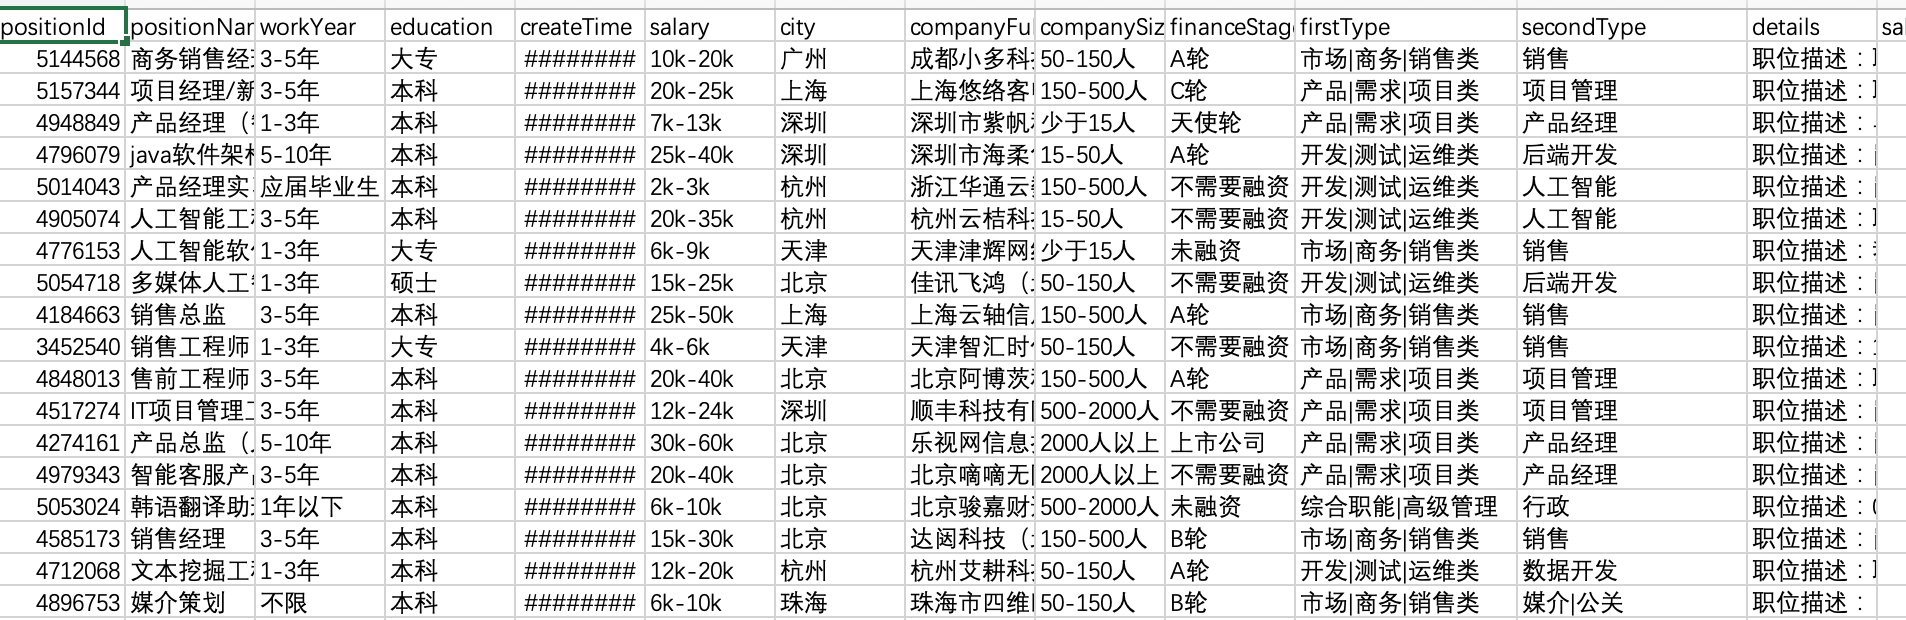 positionId positionNar workYear education createTime salary city companyFu companySiz financeStag firstType secondType details sal
5144568 商务销售经 3-5年 大专 ######## 10k-20k 广州 成都小多科 50-150人 A轮 市场|商务|销售类 销售 职位描述：
5157344 项目经理/新 3-5年 本科 ######## 20k-25k 上海 上海悠络客 150-500人 C轮 产品|需求|项目类 项目管理 职位描述：
4948849 产品经理（ 1-3年 本科 ######## 7k-13k 深圳 深圳市紫帆 少于15人 天使轮 产品|需求|项目类 产品经理 职位描述：
4796079 java软件架 5-10年 本科 ######## 25k-40k 深圳 深圳市海柔 15-50人 A轮 开发|测试|运维类 后端开发 职位描述：
5014043 产品经理实 应届毕业生 本科 ######## 2k-3k 杭州 浙江华通云 150-500人 不需要融资 开发|测试|运维类 人工智能 职位描述：
4905074 人工智能工 3-5年 本科 ######## 20k-35k 杭州 杭州云桔科 15-50人 不需要融资 开发|测试|运维类 人工智能 职位描述：
4776153 人工智能软 1-3年 大专 ######## 6k-9k 天津 天津津辉网 少于15人 未融资 市场|商务|销售类 销售 职位描述：
5054718 多媒体人工 1-3年 硕士 ######## 15k-25k 北京 佳讯飞鸿（ 50-150人 不需要融资 开发|测试|运维类 后端开发 职位描述：
4184663 销售总监 3-5年 本科 ######## 25k-50k 上海 上海云轴信 150-500人 A轮 市场|商务|销售类 销售 职位描述：
3452540 销售工程师 1-3年 大专 ######## 4k-6k 天津 天津智汇时 50-150人 不需要融资 市场|商务|销售类 销售 职位描述：
4848013 售前工程师 3-5年 本科 ######## 20k-40k 北京 北京阿博茨 150-500人 A轮 产品|需求|项目类 项目管理 职位描述：
4517274 IT项目管理 3-5年 本科 ######## 12k-24k 深圳 顺丰科技有 500-2000人 不需要融资 产品|需求|项目类 项目管理 职位描述：
4274161 产品总监（ 5-10年 本科 ######## 30k-60k 北京 乐视网信息 2000人以上 上市公司 产品|需求|项目类 产品经理 职位描述：
4979343 智能客服产 3-5年 本科 ######## 20k-40k 北京 北京嘀嘀无 2000人以上 不需要融资 产品|需求|项目类 产品经理 职位描述：
5053024 韩语翻译助 1年以下 本科 ######## 6k-10k 北京 北京骏嘉财 500-2000人 未融资 综合职能|高级管理 行政 职位描述：
4585173 销售经理 3-5年 本科 ######## 15k-30k 北京 达闼科技（ 150-500人 B轮 市场|商务|销售类 销售 职位描述：
4712068 文本挖掘工 1-3年 本科 ######## 12k-20k 杭州 杭州艾耕科 50-150人 A轮 开发|测试|运维类 数据开发 职位描述：
4896753 媒介策划 不限 本科 ######## 6k-10k 珠海 珠海市四维 50-150人 B轮 市场|商务|销售类 媒介|公关 职位描述：